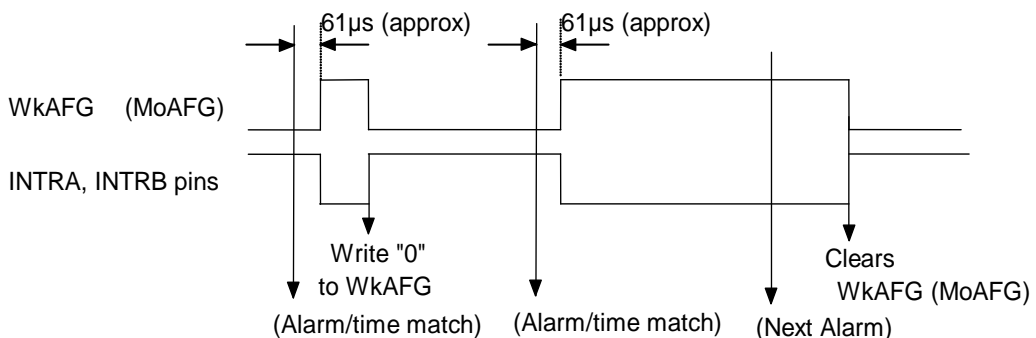 61µs (approx)
61µs (approx)
WkAFG (MoAFG)
INTRA, INTRB pins
Write "0"
to WkAFG
Clears
WkAFG (MoAFG)
(Alarm/time match)
(Alarm/time match)
(Next Alarm)